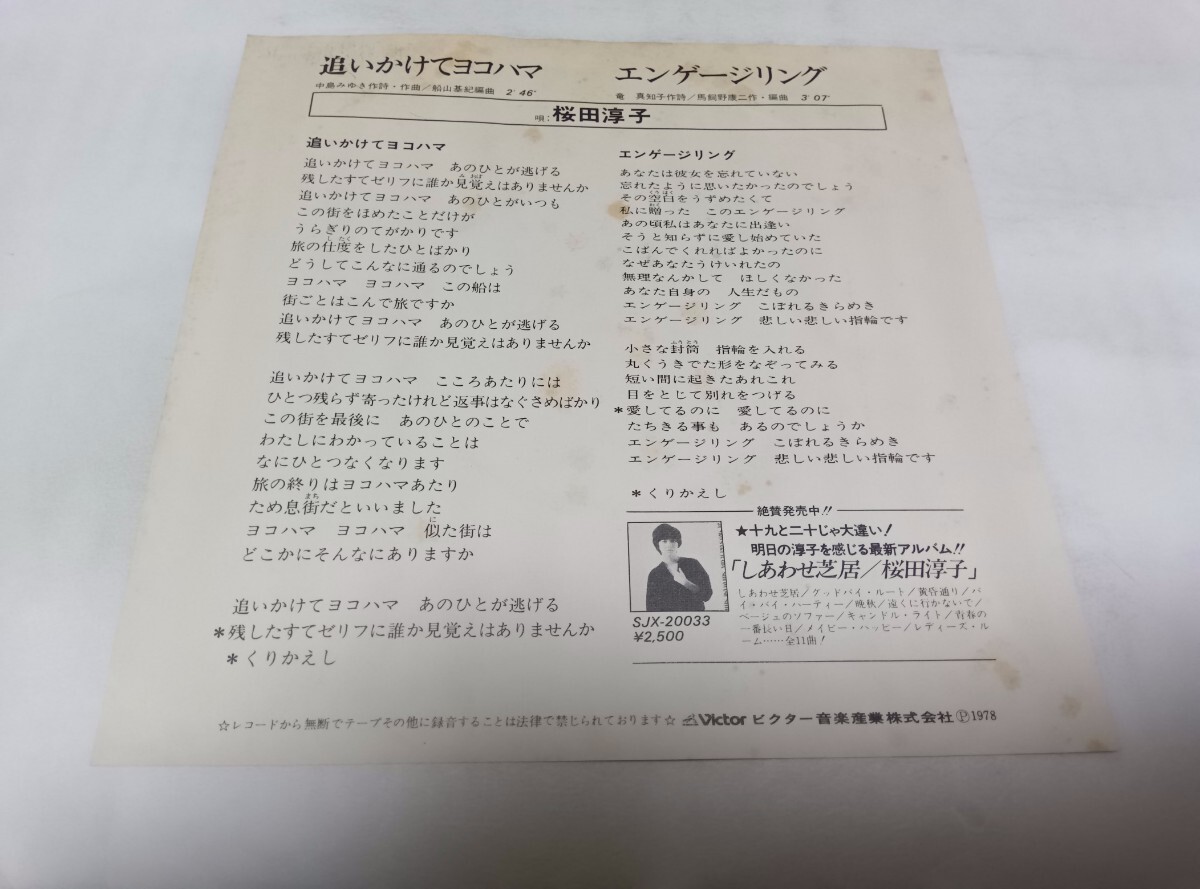 追いかけてヨコハマ
中島みゆき作詩・作曲／船山基紀編曲 2'46"
エンゲージリング
竜 真知子作詩／馬飼野康二作・編曲 3'07"
唄：桜田淳子
追いかけてヨコハマ
追いかけてヨコハマ あのひとが逃げる
残したすてゼリフに誰か見覚えはありませんか
追いかけてヨコハマ あのひとがいつも
この街をほめたことだけが
うらぎりのてがかりです
旅の仕度をしたひとばかり
どうしてこんなに通るのでしょう
ヨコハマ ヨコハマ この船は
街ごとはこんで旅ですか
追いかけてヨコハマ あのひとが逃げる
残したすてゼリフに誰か見覚えはありませんか
追いかけてヨコハマ こころあたりには
ひとつ残らず寄ったけれど返事はなぐさめばかり
この街を最後に あのひとのことで
わたしにわかっていることは
なにひとつなくなります
旅の終りはヨコハマあたり
ため息街だといいました
ヨコハマ ヨコハマ 似た街は
どこかにそんなにありますか
追いかけてヨコハマ あのひとが逃げる
＊残したすてゼリフに誰か見覚えはありませんか
＊くりかえし
エンゲージリング
あなたは彼女を忘れていない
忘れたように思いたかったのでしょう
その空白をうずめたくて
私に贈った このエンゲージリング
あの頃私はあなたに出逢い
そうと知らずに愛し始めていた
こばんでくれればよかったのに
なぜあなたうけいれたの
無理なんかして ほしくなかった
あなた自身の 人生だもの
エンゲージリング こぼれるきらめき
エンゲージリング 悲しい悲しい指輪です
小さな封筒 指輪を入れる
丸くうきでた形をなぞってみる
短い間に起きたあれこれ
目をとじて別れをつげる
＊愛してるのに 愛してるのに
たちきる事も あるのでしょうか
エンゲージリング こぼれるきらめき
エンゲージリング 悲しい悲しい指輪です
＊くりかえし
絶賛発売中!!
★十九と二十じゃ大違い！
明日の淳子を感じる最新アルバム!!
「しあわせ芝居／桜田淳子」
しあわせ芝居／グッドバイ・ルート／黄昏通り／バイ・バイ・パーティー／晩秋／遠くに行かないで／
ベージュのソファー／キャンドル・ライト／青春の
一番長い日／メイビー・ハッピー／レディース・ル
ーム……全11曲！
SJX-20033
¥2,500
☆レコードから無断でテープその他に録音することは法律で禁じられております☆ Victor ビクター音楽産業株式会社 Ⓟ1978